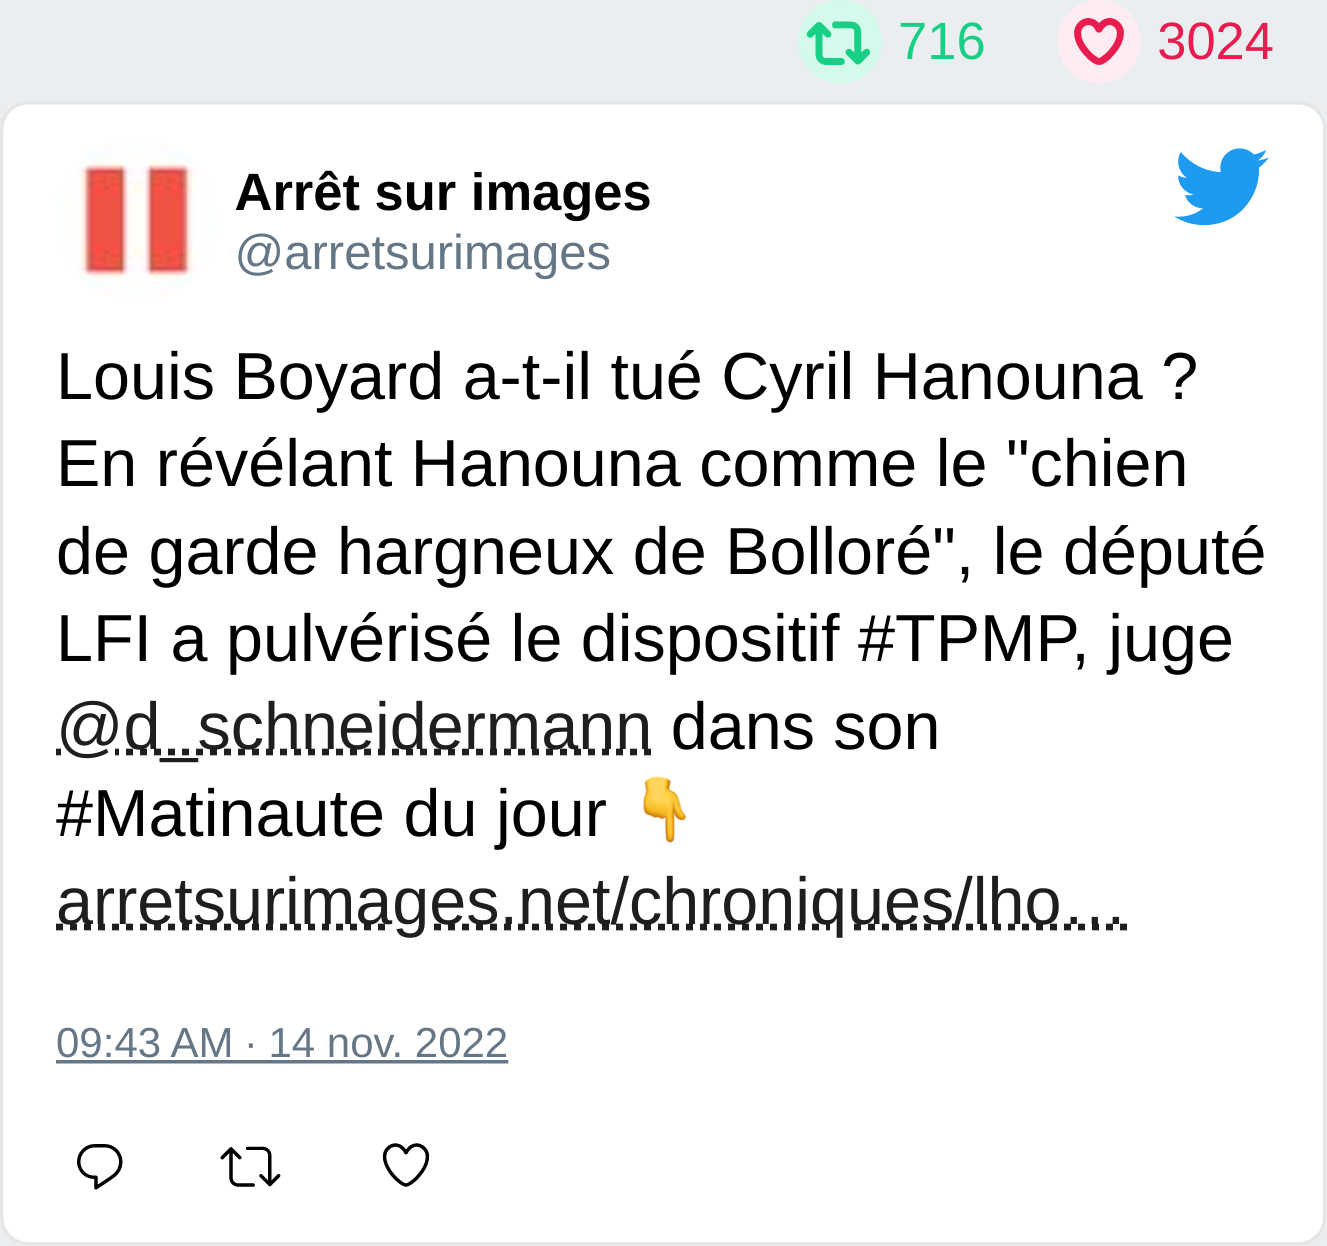 716 3024
Arrêt sur images
@arretsurimages
Louis Boyard a-t-il tué Cyril Hanouna ?
En révélant Hanouna comme le "chien
de garde hargneux de Bolloré", le député
LFI a pulvérisé le dispositif #TPMP, juge
@d_schneidermann dans son
#Matinaute du jour 👇
arretsurimages.net/chroniques/lho…
09:43 AM · 14 nov. 2022